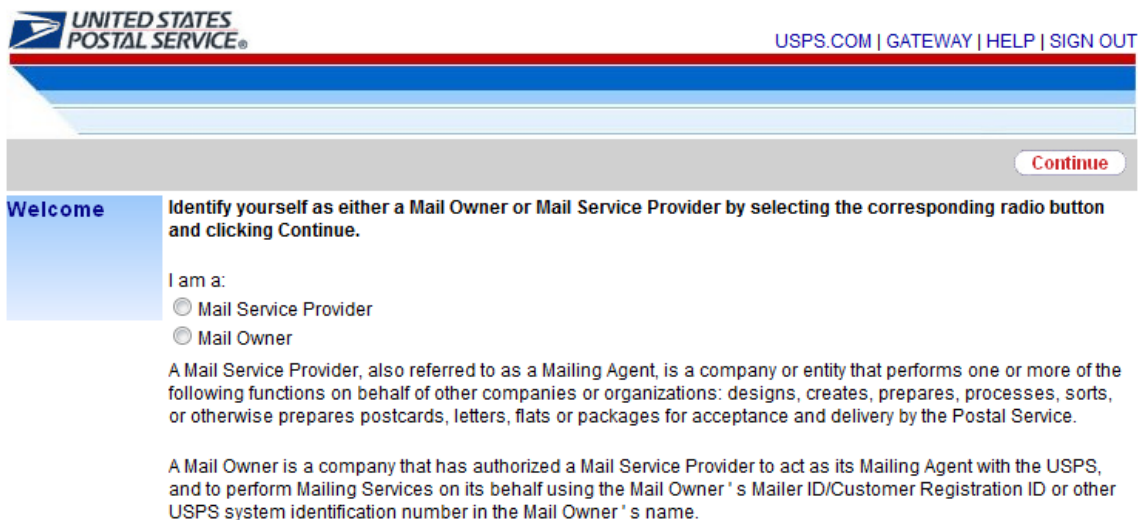 UNITED STATES
POSTAL SERVICE®
USPS.COM | GATEWAY | HELP | SIGN OUT
Continue
Welcome
Identify yourself as either a Mail Owner or Mail Service Provider by selecting the corresponding radio button
and clicking Continue.
I am a:
Mail Service Provider
Mail Owner
A Mail Service Provider, also referred to as a Mailing Agent, is a company or entity that performs one or more of the
following functions on behalf of other companies or organizations: designs, creates, prepares, processes, sorts,
or otherwise prepares postcards, letters, flats or packages for acceptance and delivery by the Postal Service.
A Mail Owner is a company that has authorized a Mail Service Provider to act as its Mailing Agent with the USPS,
and to perform Mailing Services on its behalf using the Mail Owner ' s Mailer ID/Customer Registration ID or other
USPS system identification number in the Mail Owner ' s name.